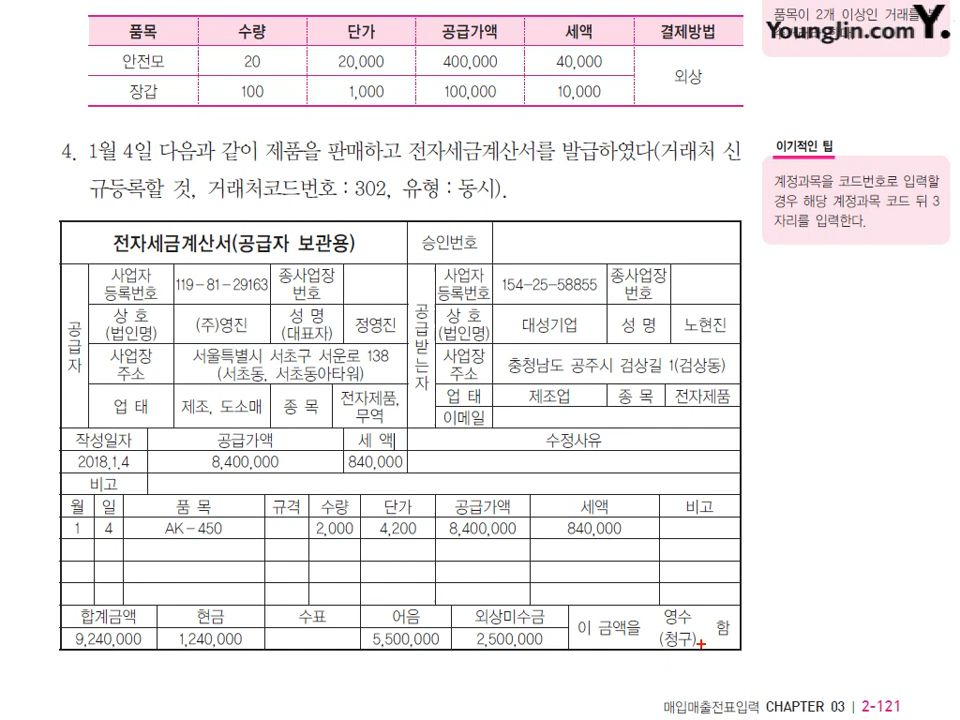 품목 수량 단가 공급가액 세액 결제방법
안전모 20 20,000 400,000 40,000 외상
장갑 100 1,000 100,000 10,000
품목이 2개 이상인 거래를
Younglin.com Y.
4. 1월 4일 다음과 같이 제품을 판매하고 전자세금계산서를 발급하였다(거래처 신
규등록할 것, 거래처코드번호 : 302, 유형 : 동시).
이기적인 팁
계정과목을 코드번호로 입력할
경우 해당 계정과목 코드 뒤 3
자리를 입력한다.
전자세금계산서(공급자 보관용) 승인번호
공급자 사업자등록번호 119-81-29163 종사업장번호 공급받는자 사업자등록번호 154-25-58855 종사업장번호
상 호(법인명) (주)영진 성 명(대표자) 정영진 상 호(법인명) 대성기업 성 명 노현진
사업장주소 서울특별시 서초구 서운로 138(서초동, 서초동아타워) 사업장주소 충청남도 공주시 검상길 1(검상동)
업 태 제조, 도소매 종 목 전자제품, 무역 업 태 제조업 종 목 전자제품
이메일
작성일자 공급가액 세 액 수정사유
2018.1.4 8,400,000 840,000
비고
월 일 품 목 규격 수량 단가 공급가액 세액 비고
1 4 AK-450 2,000 4,200 8,400,000 840,000
합계금액 현금 수표 어음 외상미수금 이 금액을 영수(청구) 함
9,240,000 1,240,000 5,500,000 2,500,000
매입매출전표입력 CHAPTER 03 | 2-121